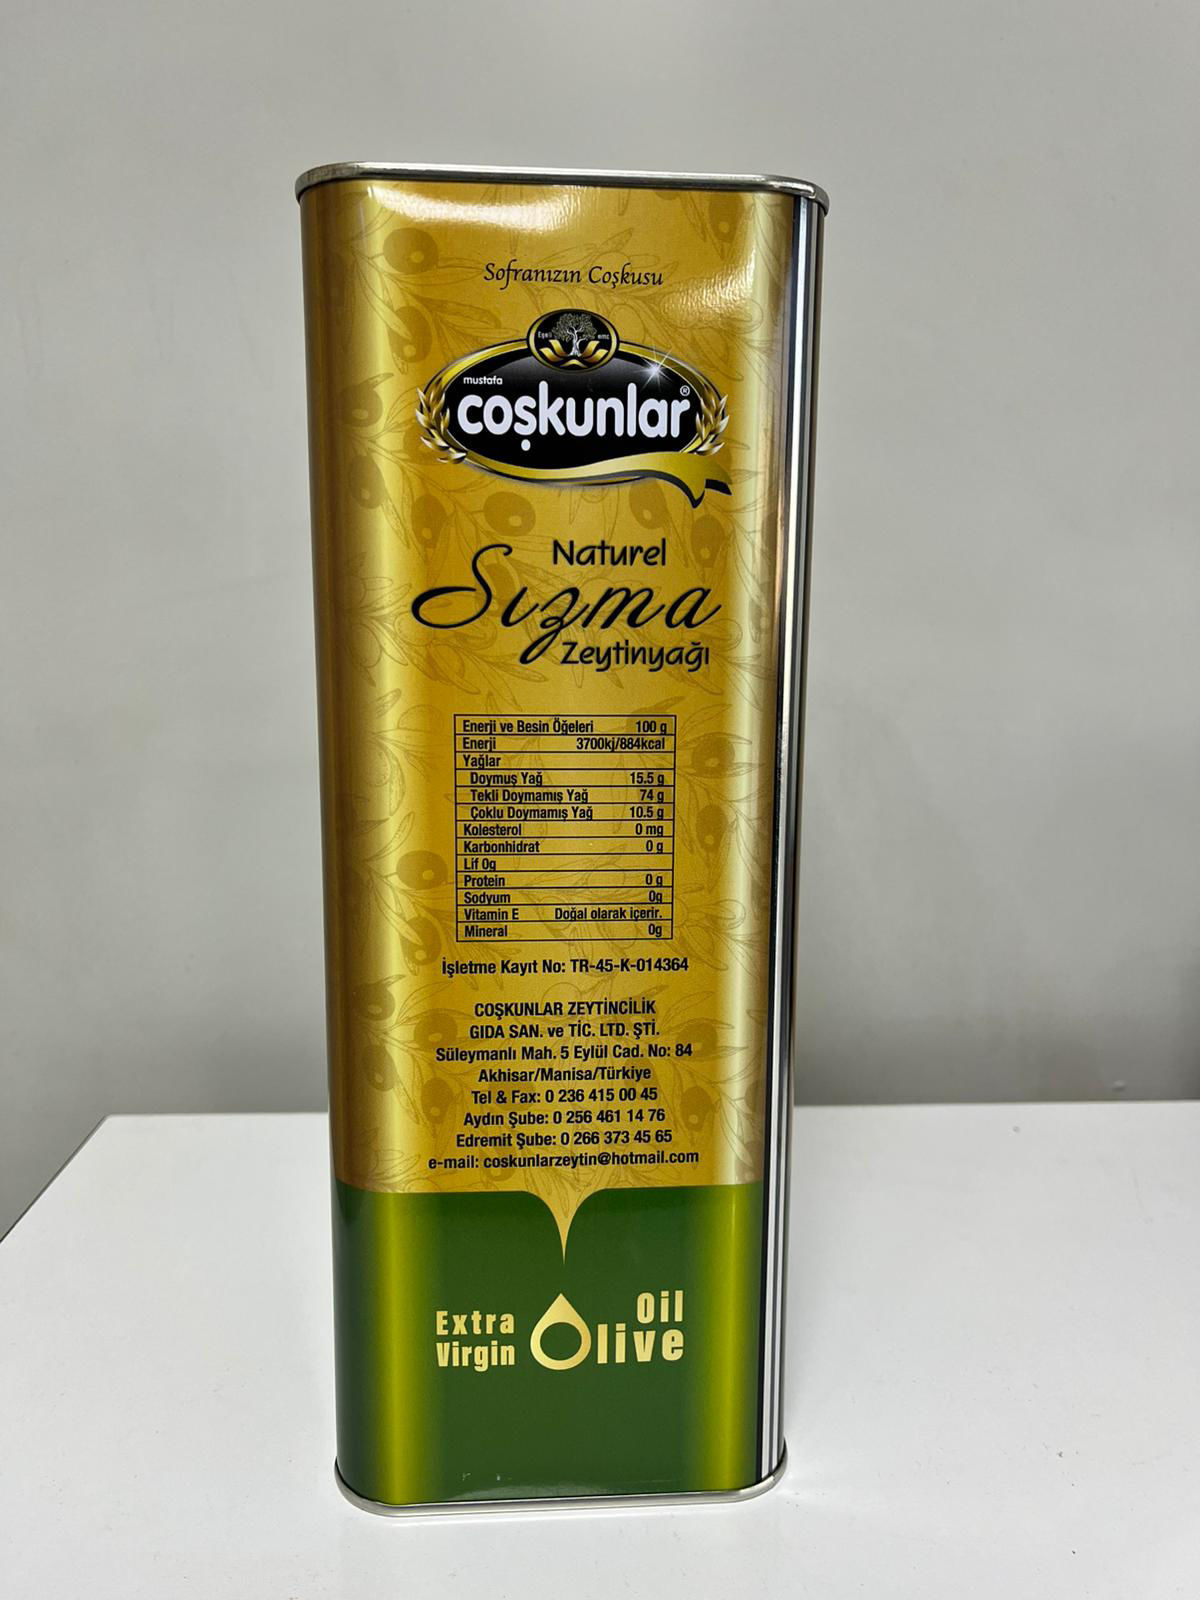 Sofranızın Coşkusu
Egeli
mustafa
coşkunlar®
Naturel
Sızma
Zeytinyağı
Enerji ve Besin Öğeleri 100 g
Enerji 3700kj/884kcal
Yağlar
Doymuş Yağ 15.5 g
Tekli Doymamış Yağ 74 g
Çoklu Doymamış Yağ 10.5 g
Kolesterol 0 mg
Karbonhidrat 0 g
Lif 0g
Protein 0 g
Sodyum 0g
Vitamin E Doğal olarak içerir.
Mineral 0g
İşletme Kayıt No: TR-45-K-014364
COŞKUNLAR ZEYTİNCİLİK
GIDA SAN. ve TİC. LTD. ŞTİ.
Süleymanlı Mah. 5 Eylül Cad. No: 84
Akhisar/Manisa/Türkiye
Tel & Fax: 0 236 415 00 45
Aydın Şube: 0 256 461 14 76
Edremit Şube: 0 266 373 45 65
e-mail: coskunlarzeytin@hotmail.com
Extra
Virgin
Oil
Olive